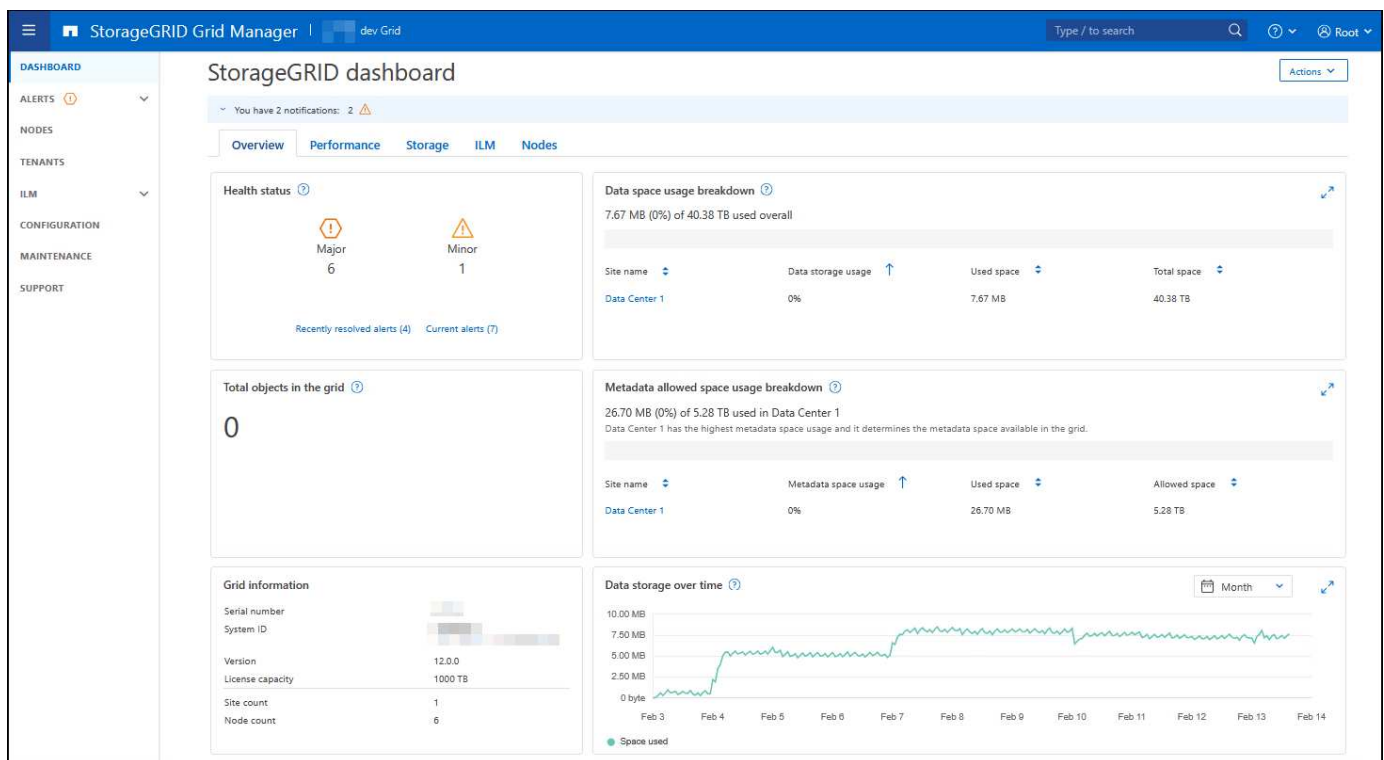 StorageGRID Grid Manager | dev Grid
Type / to search
Root
DASHBOARD
ALERTS
NODES
TENANTS
ILM
CONFIGURATION
MAINTENANCE
SUPPORT
StorageGRID dashboard
Actions
You have 2 notifications: 2
Overview Performance Storage ILM Nodes
Health status
Major
6
Minor
1
Recently resolved alerts (4) Current alerts (7)
Data space usage breakdown
7.67 MB (0%) of 40.38 TB used overall
Site name Data storage usage Used space Total space
Data Center 1 0% 7.67 MB 40.38 TB
Total objects in the grid
0
Metadata allowed space usage breakdown
26.70 MB (0%) of 5.28 TB used in Data Center 1
Data Center 1 has the highest metadata space usage and it determines the metadata space available in the grid.
Site name Metadata space usage Used space Allowed space
Data Center 1 0% 26.70 MB 5.28 TB
Grid information
Serial number
System ID
Version 12.0.0
License capacity 1000 TB
Site count 1
Node count 6
Data storage over time
Month
10.00 MB
7.50 MB
5.00 MB
2.50 MB
0 byte
Feb 3 Feb 4 Feb 5 Feb 6 Feb 7 Feb 8 Feb 9 Feb 10 Feb 11 Feb 12 Feb 13 Feb 14
Space used